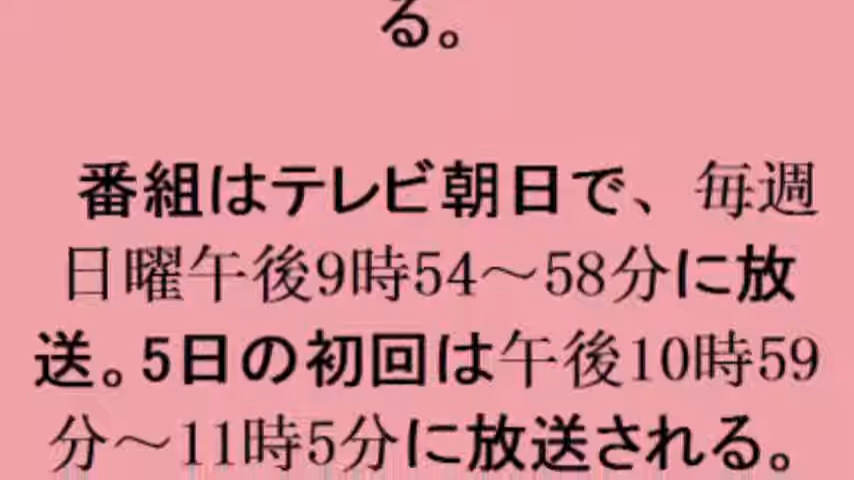 る。
番組はテレビ朝日で、毎週
日曜午後9時54〜58分に放
送。5日の初回は午後10時59
分〜11時5分に放送される。